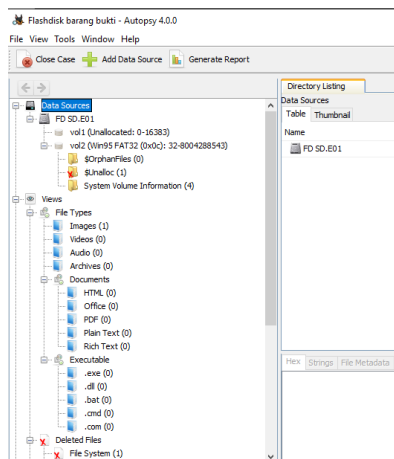 Flashdisk barang bukti - Autopsy 4.0.0
File View Tools Window Help
Close Case Add Data Source Generate Report
Directory Listing
Data Sources
Table Thumbnail
Name
FD SD.E01
Hex Strings File Metadata
Data Sources
FD SD.E01
vol1 (Unallocated: 0-16383)
vol2 (Win95 FAT32 (0x0c): 32-8004288543)
$OrphanFiles (0)
$Unalloc (1)
System Volume Information (4)
Views
File Types
Images (1)
Videos (0)
Audio (0)
Archives (0)
Documents
HTML (0)
Office (0)
PDF (0)
Plain Text (0)
Rich Text (0)
Executable
.exe (0)
.dll (0)
.bat (0)
.cmd (0)
.com (0)
Deleted Files
File System (1)